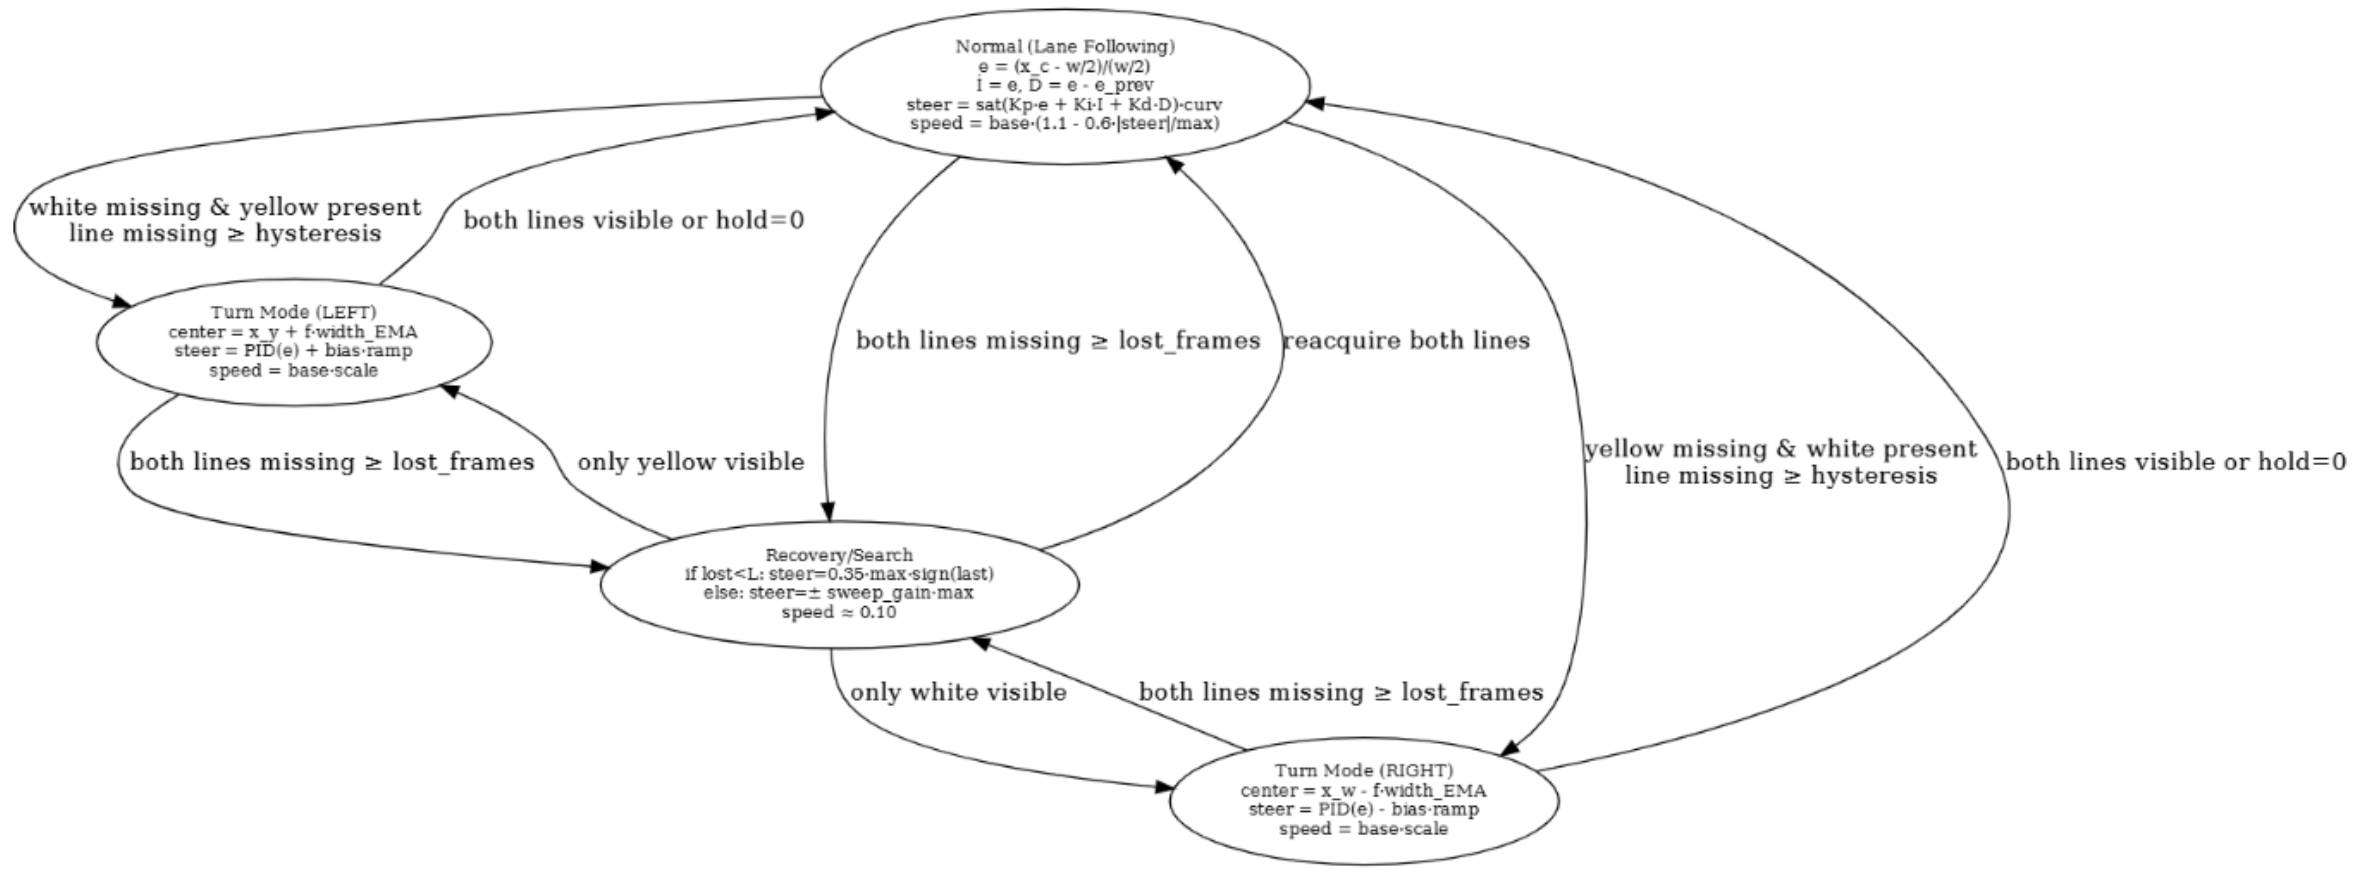 Normal (Lane Following)
e = (x_c - w/2)/(w/2)
I = e, D = e - e_prev
steer = sat(Kp·e + Ki·I + Kd·D)·curv
speed = base·(1.1 - 0.6·|steer|/max)
white missing & yellow present
line missing ≥ hysteresis
both lines visible or hold=0
Turn Mode (LEFT)
center = x_y + f·width_EMA
steer = PID(e) + bias·ramp
speed = base·scale
both lines missing ≥ lost_frames
reacquire both lines
yellow missing & white present
line missing ≥ hysteresis
both lines visible or hold=0
both lines missing ≥ lost_frames
only yellow visible
Recovery/Search
if lost<L: steer=0.35·max·sign(last)
else: steer=± sweep_gain·max
speed ≈ 0.10
only white visible
both lines missing ≥ lost_frames
Turn Mode (RIGHT)
center = x_w - f·width_EMA
steer = PID(e) - bias·ramp
speed = base·scale